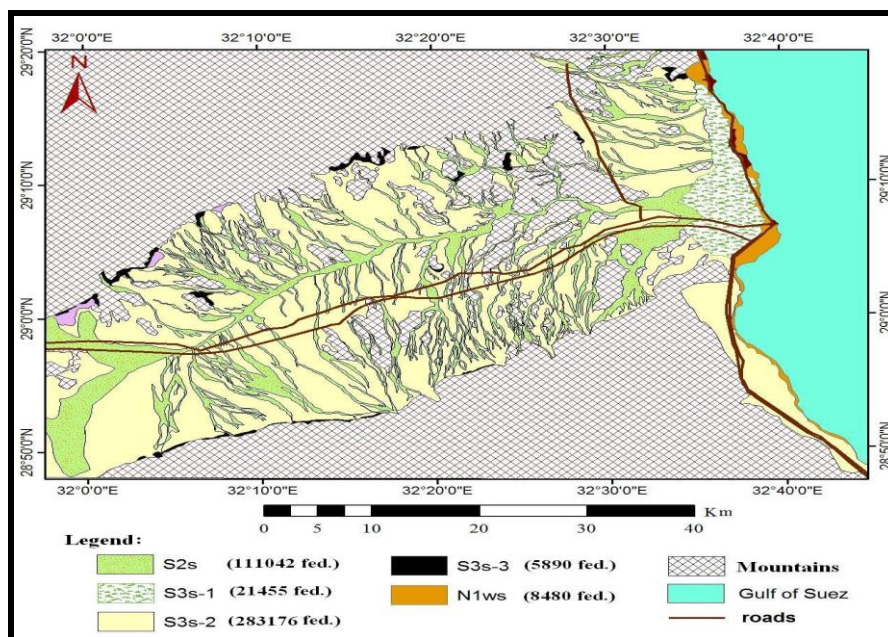 32°0'0"E 32°10'0"E 32°20'0"E 32°30'0"E 32°40'0"E
29°20'0"N
N
29°10'0"N 29°10'0"N
29°0'0"N 29°0'0"N
28°50'0"N 28°50'0"N
32°0'0"E 32°10'0"E 32°20'0"E 32°30'0"E 32°40'0"E
Km
0 5 10 20 30 40
Legend:
S2s (111042 fed.) S3s-3 (5890 fed.) Mountains
S3s-1 (21455 fed.) N1ws (8480 fed.) Gulf of Suez
S3s-2 (283176 fed.) roads